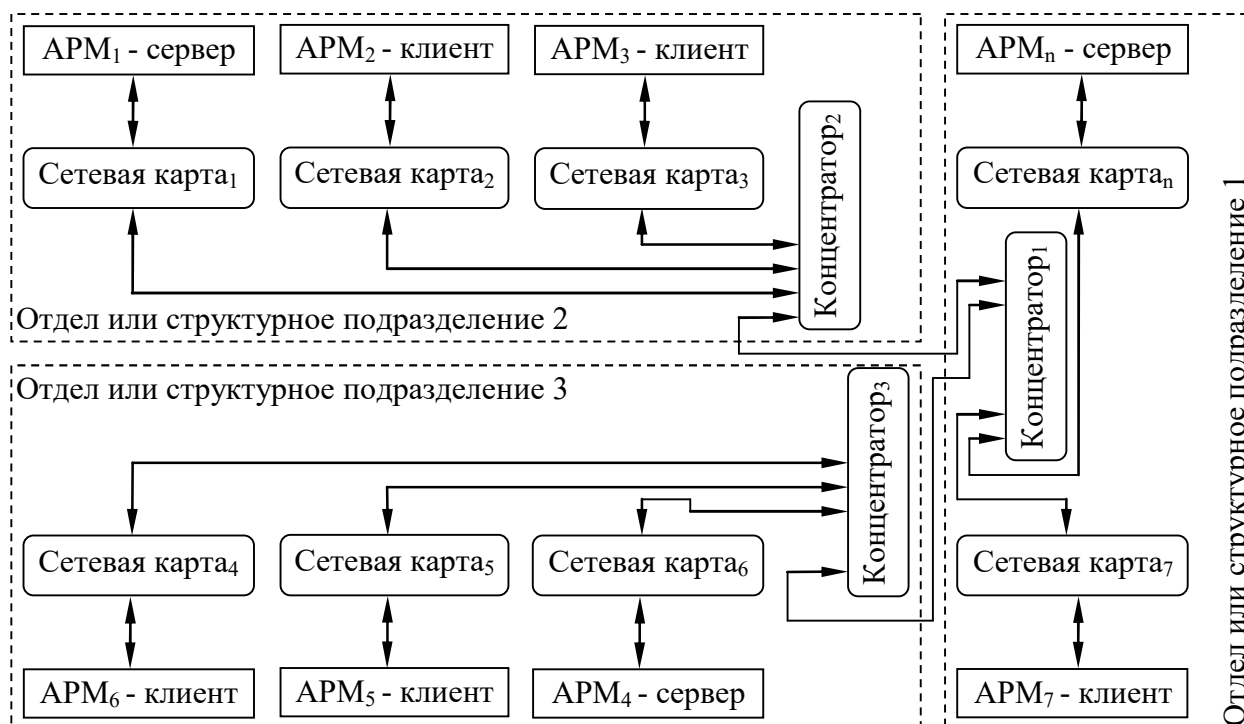 АРМ1 - сервер
АРМ2 - клиент
АРМ3 - клиент
Сетевая карта1
Сетевая карта2
Сетевая карта3
Концентратор2
Отдел или структурное подразделение 2
АРМn - сервер
Сетевая картаn
Концентратор1
Отдел или структурное подразделение 1
Отдел или структурное подразделение 3
Концентратор3
Сетевая карта4
Сетевая карта5
Сетевая карта6
Сетевая карта7
АРМ6 - клиент
АРМ5 - клиент
АРМ4 - сервер
АРМ7 - клиент